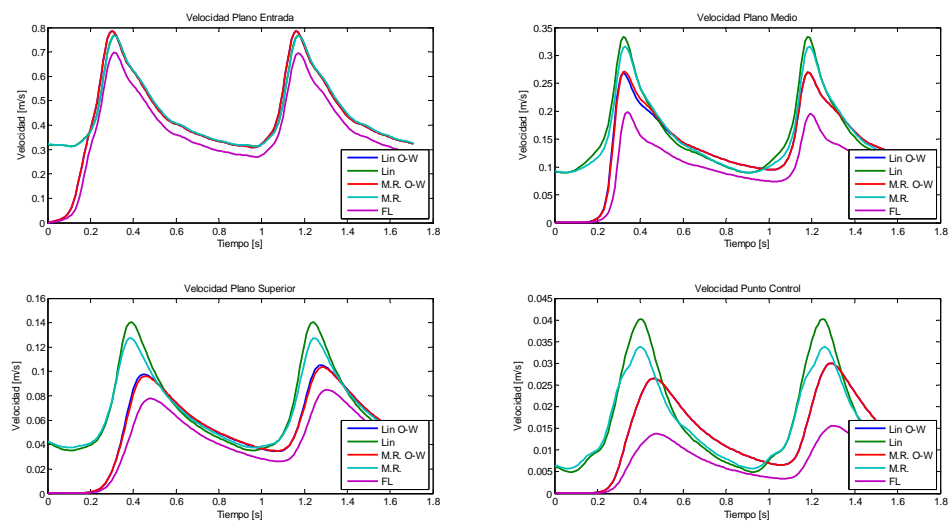 Velocidad Plano Entrada
Velocidad [m/s]
0.8
0.7
0.6
0.5
0.4
0.3
0.2
0.1
0
0 0.2 0.4 0.6 0.8 1 1.2 1.4 1.6 1.8
Tiempo [s]
Lin O-W
Lin
M.R. O-W
M.R.
FL
Velocidad Plano Medio
Velocidad [m/s]
0.35
0.3
0.25
0.2
0.15
0.1
0.05
0
0 0.2 0.4 0.6 0.8 1 1.2 1.4 1.6 1.8
Tiempo [s]
Lin O-W
Lin
M.R. O-W
M.R.
FL
Velocidad Plano Superior
Velocidad [m/s]
0.16
0.14
0.12
0.10
0.08
0.06
0.04
0.02
0
0 0.2 0.4 0.6 0.8 1 1.2 1.4 1.6 1.8
Tiempo [s]
Lin O-W
Lin
M.R. O-W
M.R.
FL
Velocidad Punto Control
Velocidad [m/s]
0.045
0.04
0.035
0.03
0.025
0.02
0.015
0.01
0.005
0
0 0.2 0.4 0.6 0.8 1 1.2 1.4 1.6 1.8
Tiempo [s]
Lin O-W
Lin
M.R. O-W
M.R.
FL